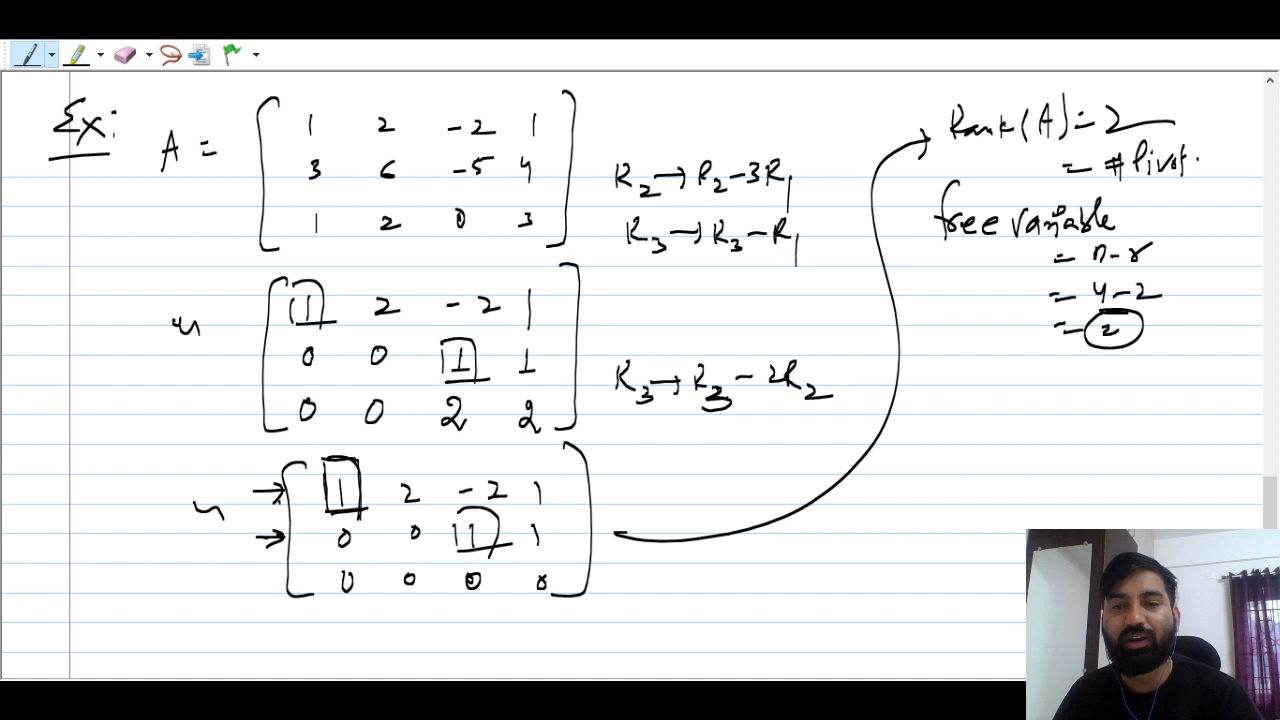 Ex:
A = [ 1 2 -2 1
3 6 -5 4
1 2 0 3 ]
R2 → R2 - 3R1
R3 → R3 - R1
~ [ 1 2 -2 1
0 0 1 1
0 0 2 2 ]
R3 → R3 - 2R2
~ [ 1 2 -2 1
0 0 1 1
0 0 0 0 ]
Rank(A) = 2
= # Pivot.
free variable
= n - r
= 4 - 2
= 2